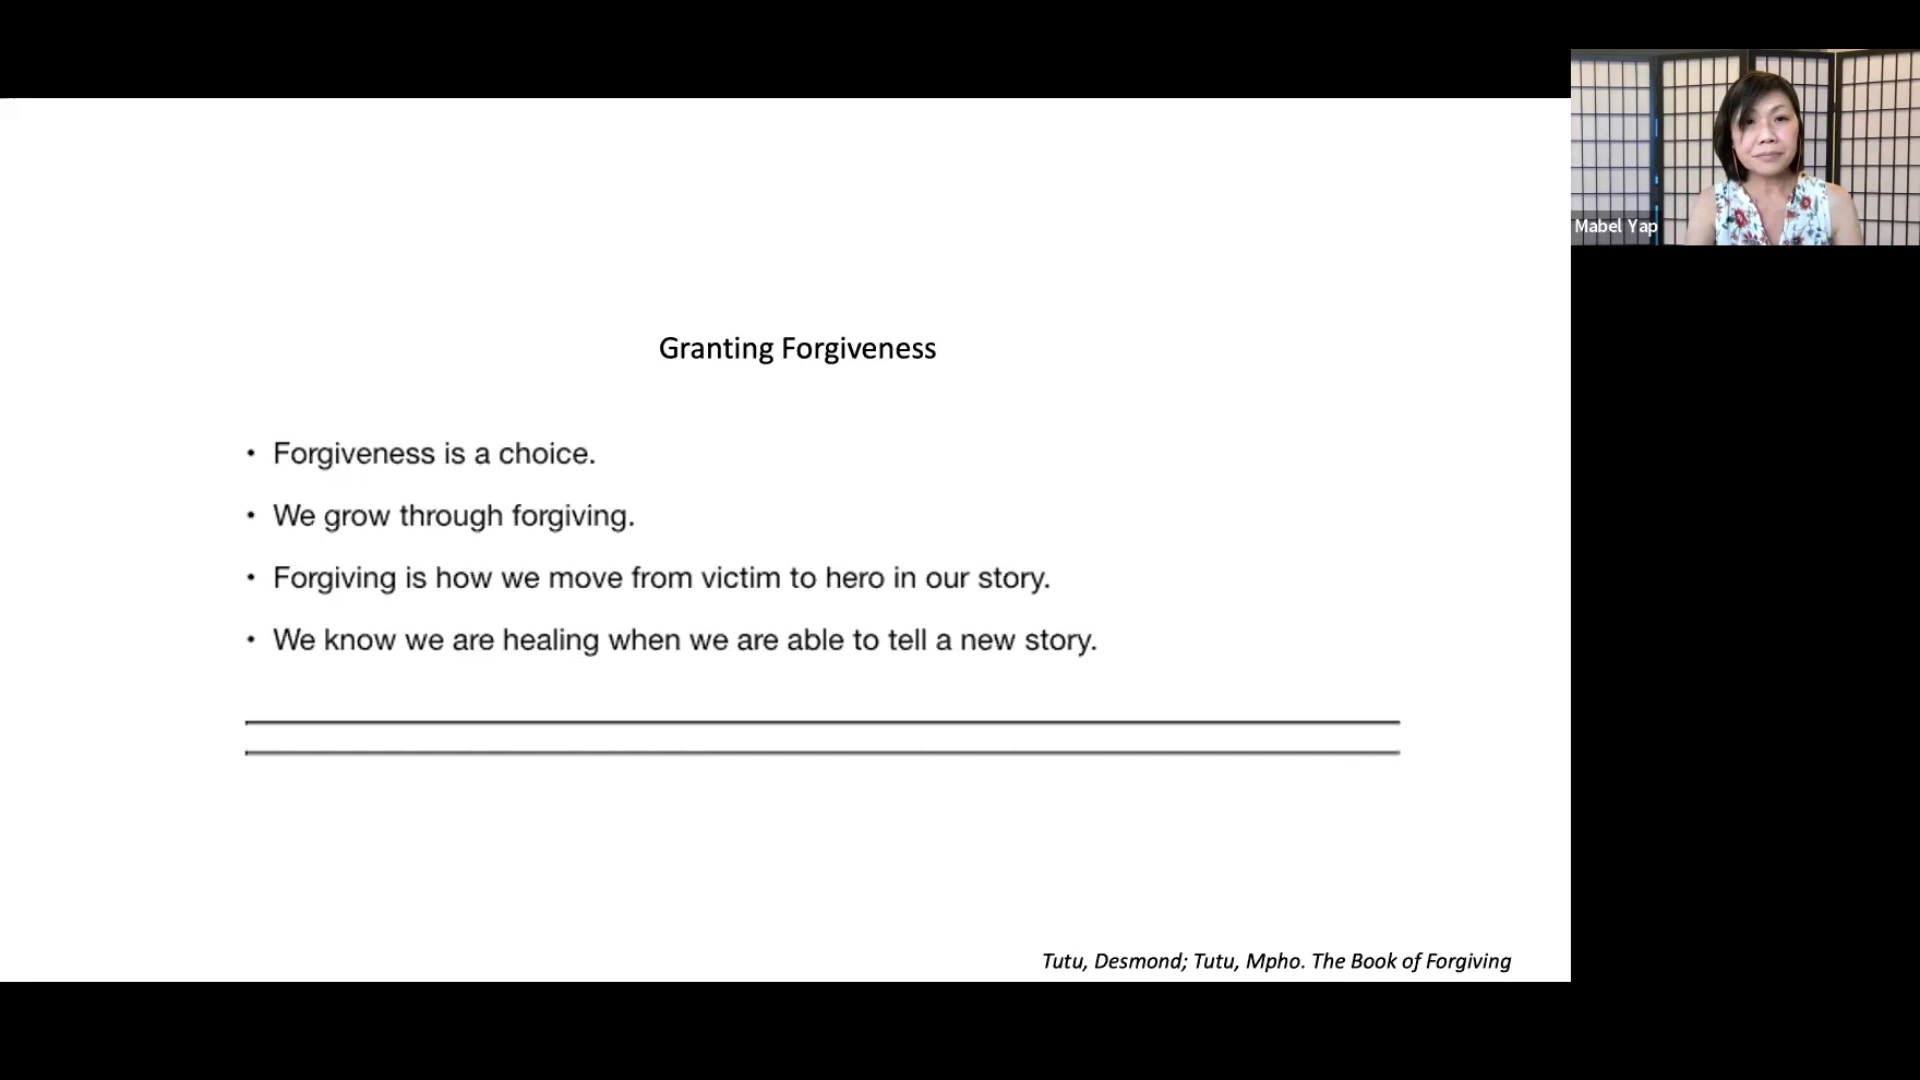 Mabel Yap
Granting Forgiveness
• Forgiveness is a choice.
• We grow through forgiving.
• Forgiving is how we move from victim to hero in our story.
• We know we are healing when we are able to tell a new story.
Tutu, Desmond; Tutu, Mpho. The Book of Forgiving